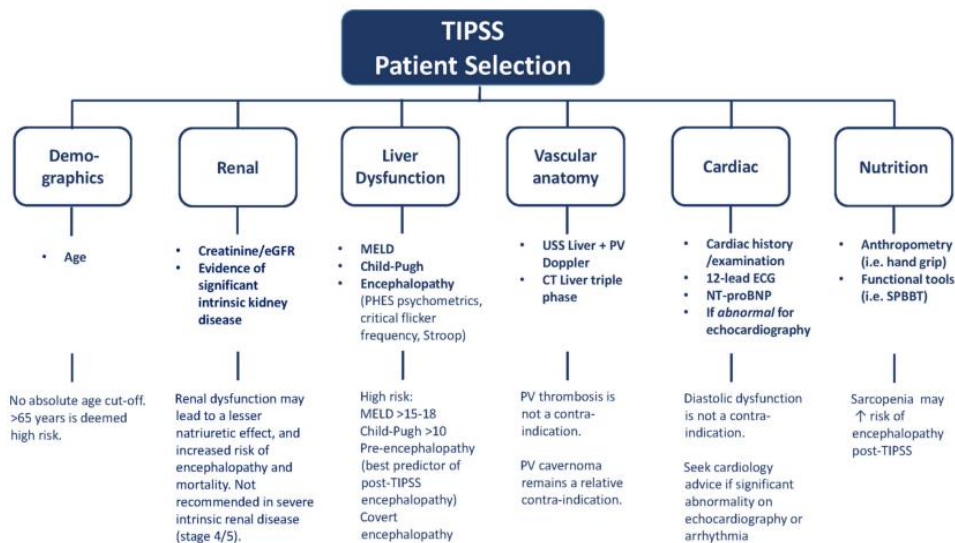 TIPSS
Patient Selection
Demo-
graphics
Renal
Liver
Dysfunction
Vascular
anatomy
Cardiac
Nutrition
• Age
• Creatinine/eGFR
• Evidence of
significant
intrinsic kidney
disease
• MELD
• Child-Pugh
• Encephalopathy
(PHES psychometrics,
critical flicker
frequency, Stroop)
• USS Liver + PV
Doppler
• CT Liver triple
phase
• Cardiac history
/examination
• 12-lead ECG
• NT-proBNP
• If abnormal for
echocardiography
• Anthropometry
(i.e. hand grip)
• Functional tools
(i.e. SPBBT)
No absolute age cut-off.
>65 years is deemed
high risk.
Renal dysfunction may
lead to a lesser
natriuretic effect, and
increased risk of
encephalopathy and
mortality. Not
recommended in severe
intrinsic renal disease
(stage 4/5).
High risk:
MELD >15-18
Child-Pugh >10
Pre-encephalopathy
(best predictor of
post-TIPSS
encephalopathy)
Covert
encephalopathy
PV thrombosis is
not a contra-
indication.
PV cavernoma
remains a relative
contra-indication.
Diastolic dysfunction
is not a contra-
indication.
Seek cardiology
advice if significant
abnormality on
echocardiography or
arrhythmia
Sarcopenia may
↑ risk of
encephalopathy
post-TIPSS